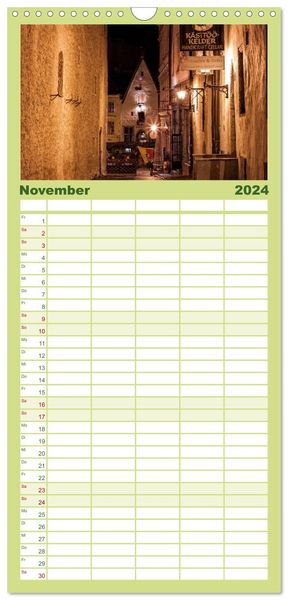 KÄSITÖÖ
KELDER
HANDICRAFT CELLAR
November 2024
Fr 1
Sa 2
So 3
Mo 4
Di 5
Mi 6
Do 7
Fr 8
Sa 9
So 10
Mo 11
Di 12
Mi 13
Do 14
Fr 15
Sa 16
So 17
Mo 18
Di 19
Mi 20
Do 21
Fr 22
Sa 23
So 24
Mo 25
Di 26
Mi 27
Do 28
Fr 29
Sa 30